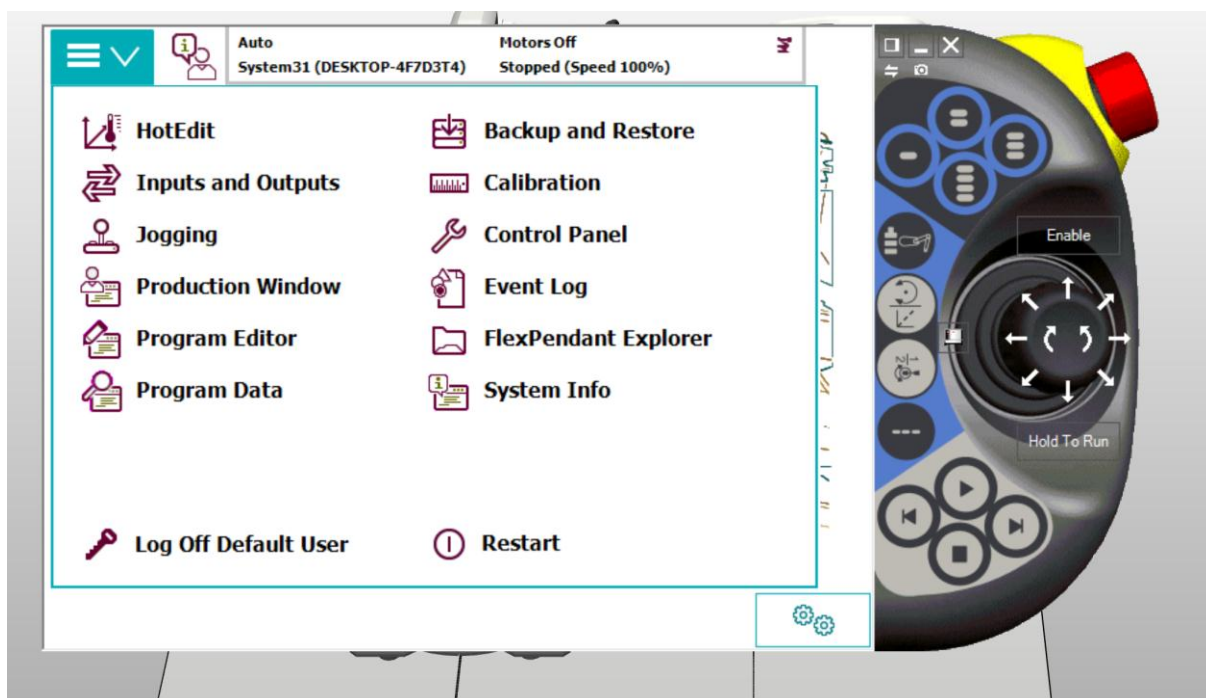 Auto
System31 (DESKTOP-4F7D3T4)
Motors Off
Stopped (Speed 100%)
HotEdit
Inputs and Outputs
Jogging
Production Window
Program Editor
Program Data
Backup and Restore
Calibration
Control Panel
Event Log
FlexPendant Explorer
System Info
Log Off Default User
Restart
Enable
Hold To Run